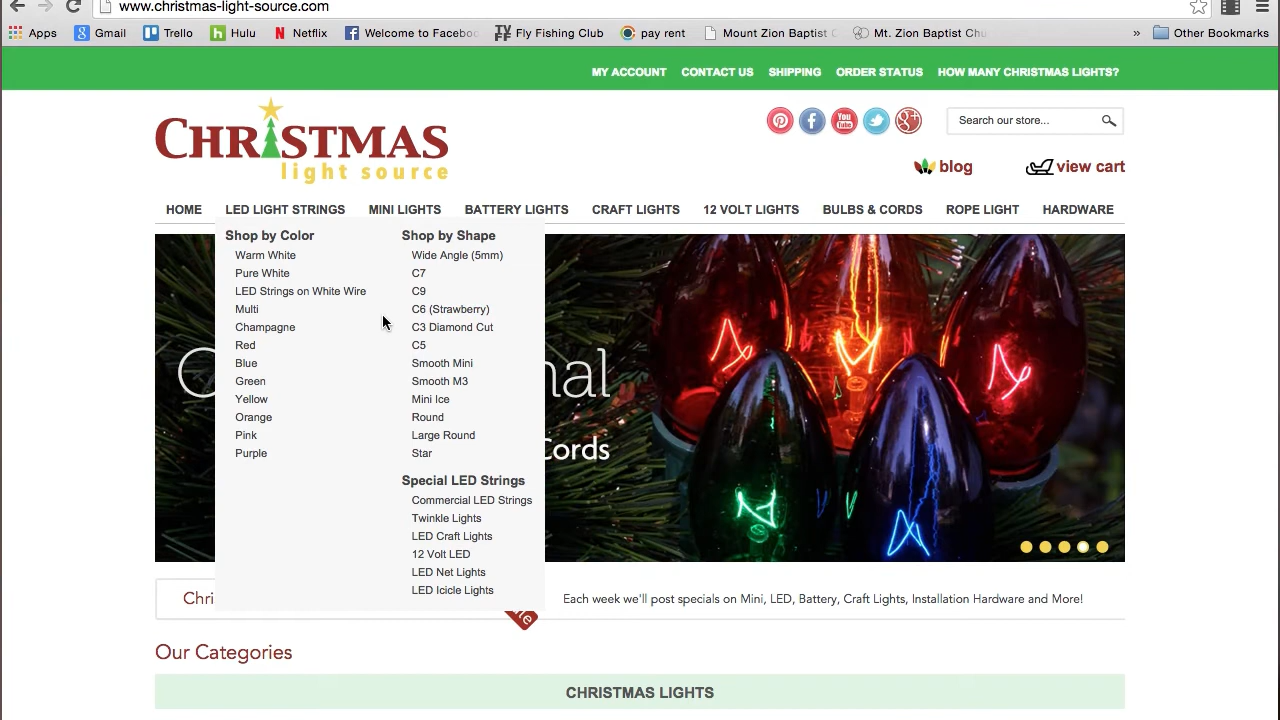 www.christmas-light-source.com
Apps Gmail Trello Hulu Netflix Welcome to Facebo Fly Fishing Club pay rent Mount Zion Baptist Mt. Zion Baptist Chu » Other Bookmarks
MY ACCOUNT CONTACT US SHIPPING ORDER STATUS HOW MANY CHRISTMAS LIGHTS?
CHRISTMAS
light source
Search our store...
blog view cart
HOME LED LIGHT STRINGS MINI LIGHTS BATTERY LIGHTS CRAFT LIGHTS 12 VOLT LIGHTS BULBS & CORDS ROPE LIGHT HARDWARE
Shop by Color
Warm White
Pure White
LED Strings on White Wire
Multi
Champagne
Red
Blue
Green
Yellow
Orange
Pink
Purple
Shop by Shape
Wide Angle (5mm)
C7
C9
C6 (Strawberry)
C3 Diamond Cut
C5
Smooth Mini
Smooth M3
Mini Ice
Round
Large Round
Star
Special LED Strings
Commercial LED Strings
Twinkle Lights
LED Craft Lights
12 Volt LED
LED Net Lights
LED Icicle Lights
nal
Cords
Chri
Each week we'll post specials on Mini, LED, Battery, Craft Lights, Installation Hardware and More!
Our Categories
CHRISTMAS LIGHTS